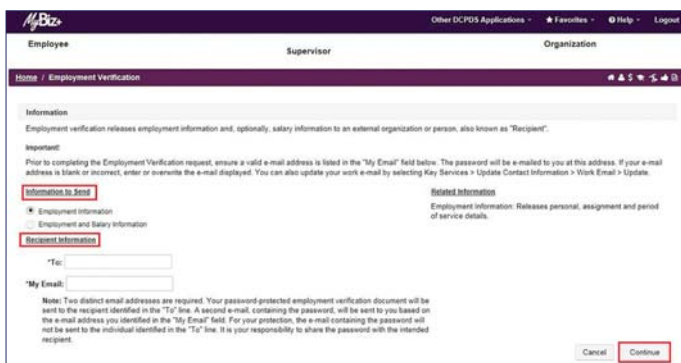 MyBiz+
Other DCPDS Applications
Favorites
Help
Logout
Employee
Supervisor
Organization
Home / Employment Verification
Information
Employment verification releases employment information and, optionally, salary information to an external organization or person, also known as "Recipient".
Important!
Prior to completing the Employment Verification request, ensure a valid e-mail address is listed in the "My Email" field below. The password will be e-mailed to you at this address. If your e-mail
address is blank or incorrect, enter or overwrite the e-mail displayed. You can also update your work e-mail by selecting Key Services > Update Contact Information > Work Email > Update.
Information to Send
Related Information
Employment Information
Employment Information: Releases personal, assignment and period
of service details.
Employment and Salary Information
Recipient Information
*To:
*My Email:
Note: Two distinct email addresses are required. Your password-protected employment verification document will be
sent to the recipient identified in the "To" line. A second e-mail, containing the password, will be sent to you based on
the e-mail address you identified in the "My Email" field. For your protection, the e-mail containing the password will
not be sent to the individual identified in the "To" line. It is your responsibility to share the password with the intended
recipient.
Cancel
Continue